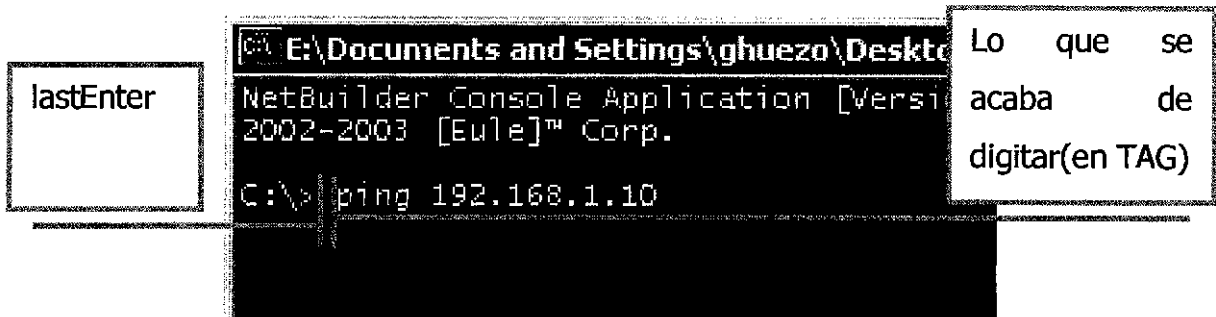 lastEnter
E:\Documents and Settings\ghuezo\Deskto
NetBuilder Console Application [Versi
2002-2003 [Eule]™ Corp.
C:\> ping 192.168.1.10
Lo que se
acaba de
digitar(en TAG)